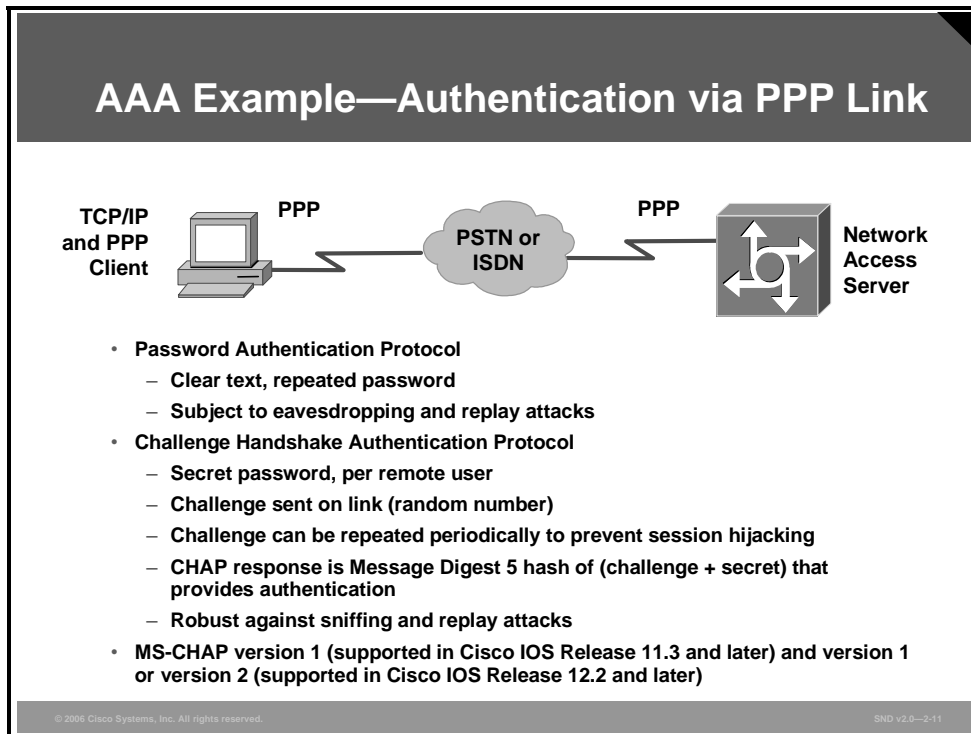 AAA Example—Authentication via PPP Link
TCP/IP
and PPP
Client
PPP
PSTN or
ISDN
PPP
Network
Access
Server
• Password Authentication Protocol
– Clear text, repeated password
– Subject to eavesdropping and replay attacks
• Challenge Handshake Authentication Protocol
– Secret password, per remote user
– Challenge sent on link (random number)
– Challenge can be repeated periodically to prevent session hijacking
– CHAP response is Message Digest 5 hash of (challenge + secret) that
provides authentication
– Robust against sniffing and replay attacks
• MS-CHAP version 1 (supported in Cisco IOS Release 11.3 and later) and version 1
or version 2 (supported in Cisco IOS Release 12.2 and later)
© 2006 Cisco Systems, Inc. All rights reserved.
SND v2.0—2-11